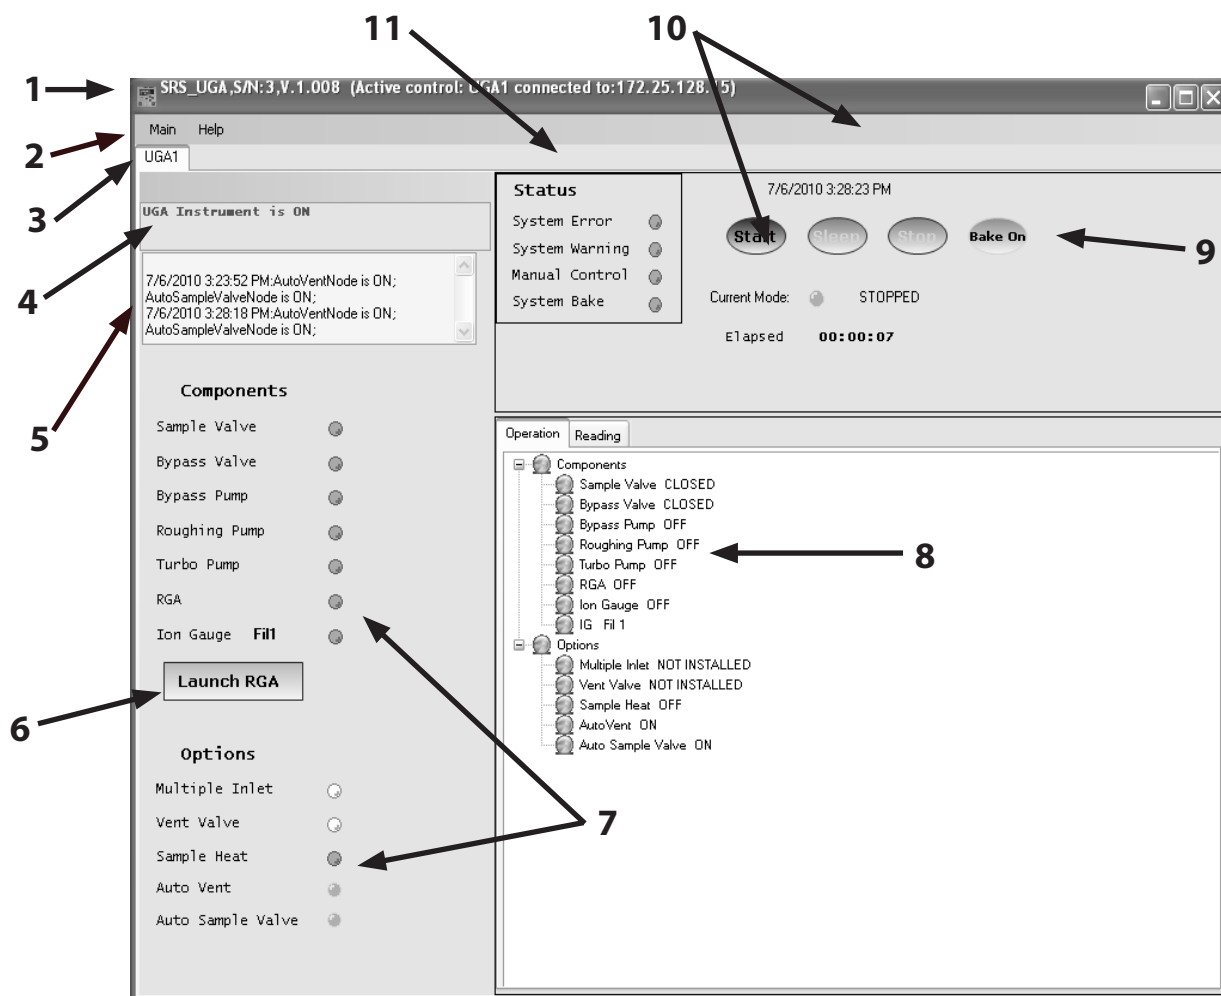 11
10
1
SRS_UGA,S/N:3,V.1.008 (Active control: UGA1 connected to:172.25.128.15)
2
Main Help
3
UGA1
4
UGA Instrument is ON
5
7/6/2010 3:23:52 PM:AutoVentNode is ON;
AutoSampleValveNode is ON;
7/6/2010 3:28:18 PM:AutoVentNode is ON;
AutoSampleValveNode is ON;
Status
System Error
System Warning
Manual Control
System Bake
7/6/2010 3:28:23 PM
Start Sleep Stop Bake On
9
Current Mode: STOPPED
Elapsed 00:00:07
Components
Sample Valve
Bypass Valve
Bypass Pump
Roughing Pump
Turbo Pump
RGA
Ion Gauge Fil1
Launch RGA
6
Options
Multiple Inlet
Vent Valve
Sample Heat
Auto Vent
Auto Sample Valve
7
Operation Reading
Components
Sample Valve CLOSED
Bypass Valve CLOSED
Bypass Pump OFF
Roughing Pump OFF
Turbo Pump OFF
RGA OFF
Ion Gauge OFF
IG Fil 1
8
Options
Multiple Inlet NOT INSTALLED
Vent Valve NOT INSTALLED
Sample Heat OFF
AutoVent ON
Auto Sample Valve ON